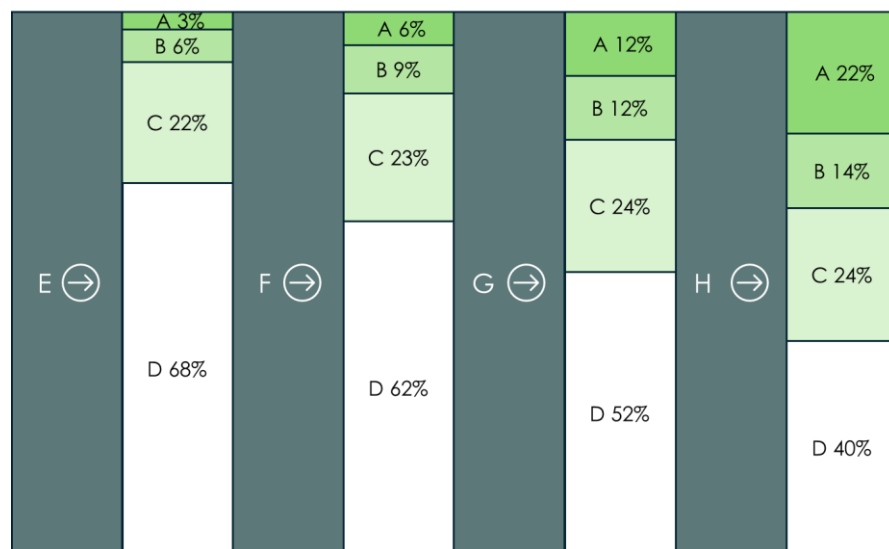 E
A 3%
B 6%
C 22%
D 68%
F
A 6%
B 9%
C 23%
D 62%
G
A 12%
B 12%
C 24%
D 52%
H
A 22%
B 14%
C 24%
D 40%